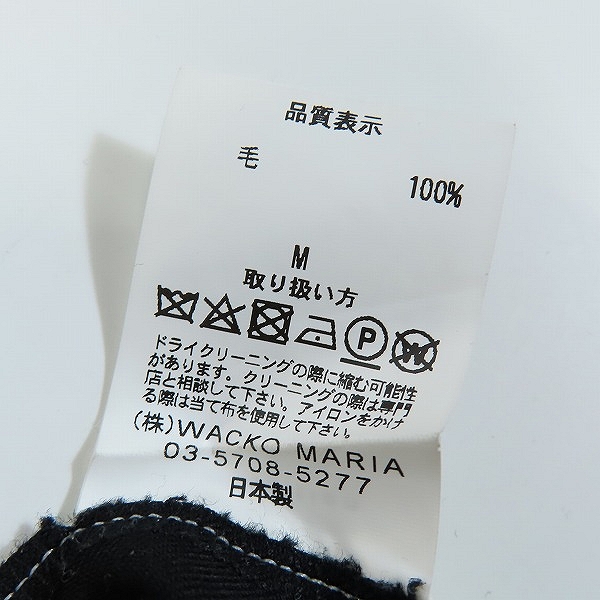 品質表示
毛 100%
M
取り扱い方
P W
ドライクリーニングの際に縮む可能性
があります。クリーニングの際は専門
店と相談して下さい。アイロンをかけ
る際は当て布を使用して下さい。
(株)WACKO MARIA
03-5708-5277
日本製